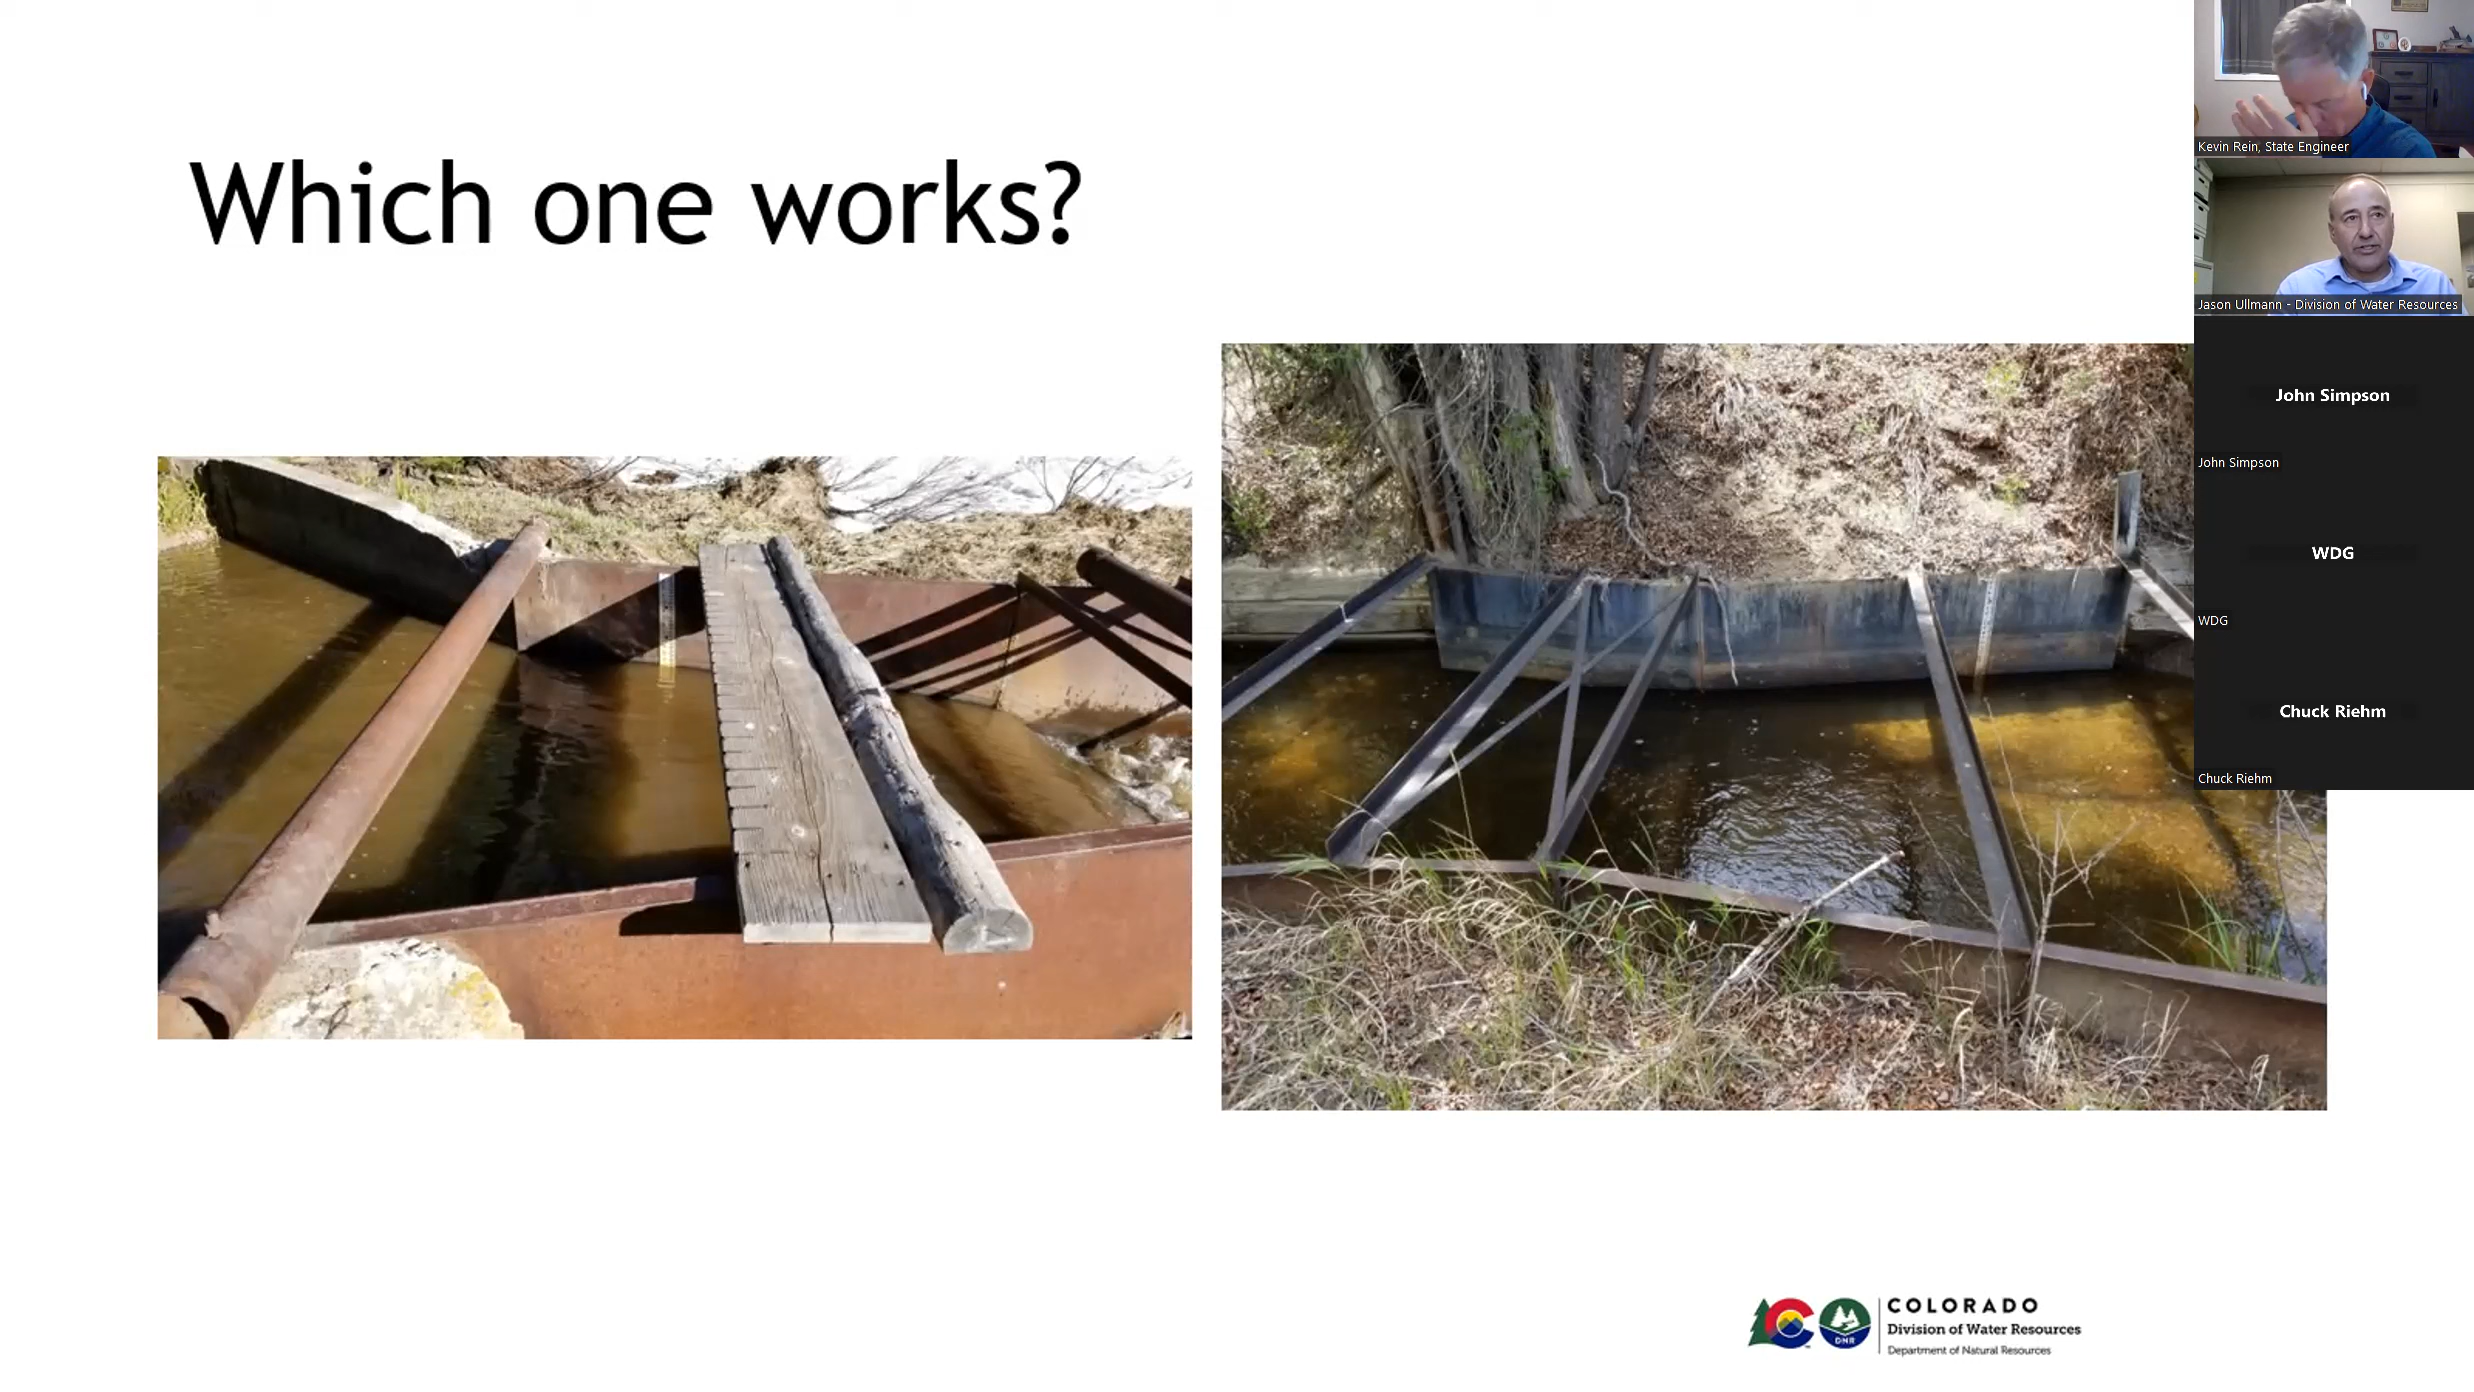 Which one works?
Kevin Rein, State Engineer
Jason Ullmann - Division of Water Resources
John Simpson
John Simpson
WDG
WDG
Chuck Riehm
Chuck Riehm
COLORADO
Division of Water Resources
Department of Natural Resources
DNR